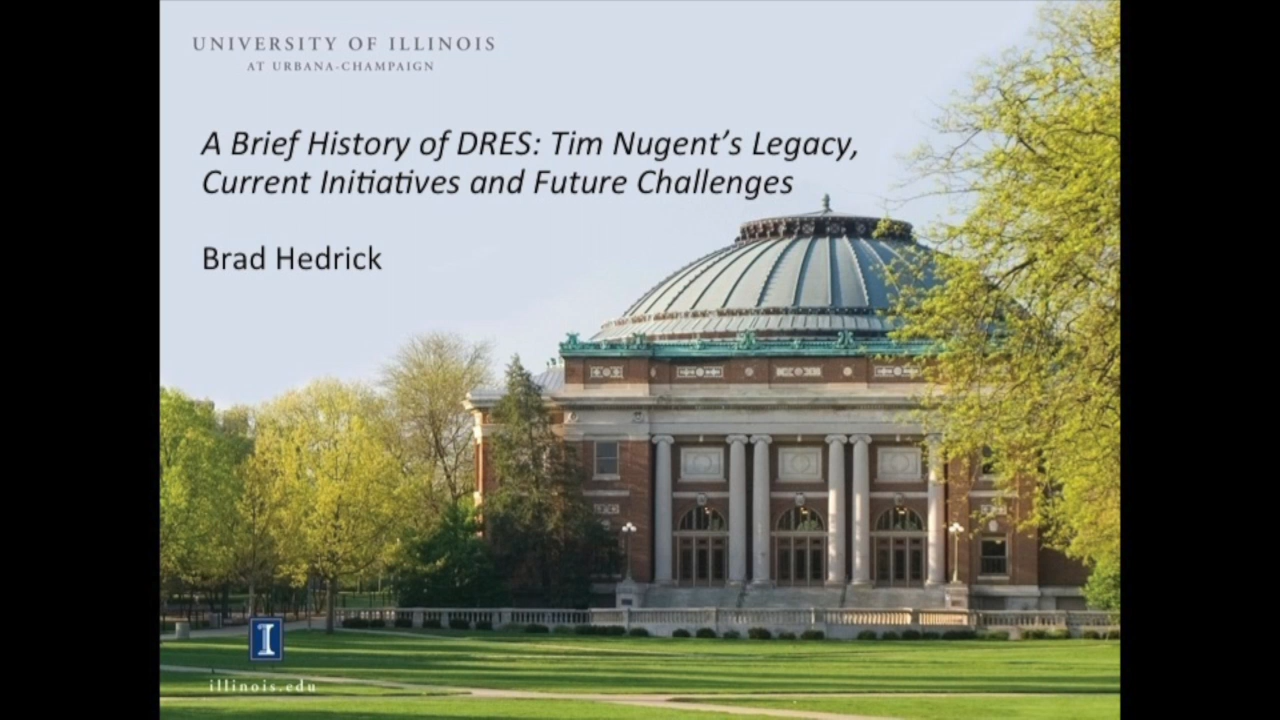 UNIVERSITY OF ILLINOIS
AT URBANA-CHAMPAIGN
A Brief History of DRES: Tim Nugent’s Legacy,
Current Initiatives and Future Challenges
Brad Hedrick
I
illinois.edu